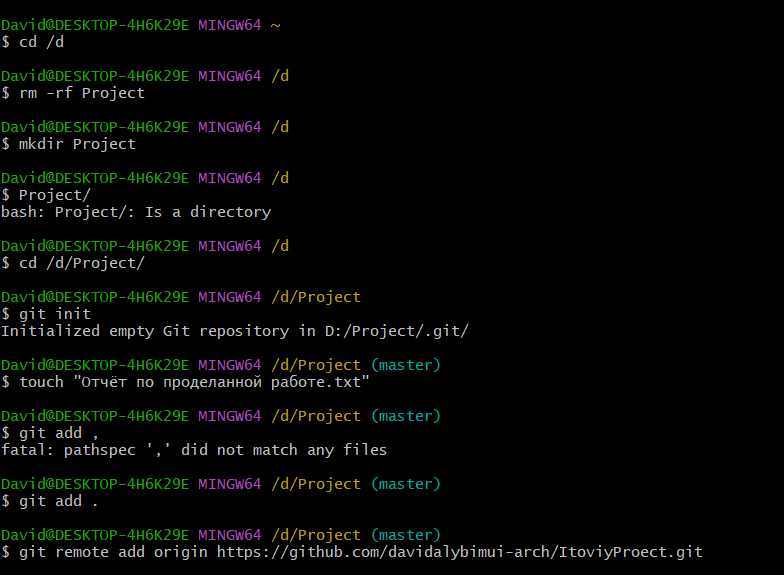 David@DESKTOP-4H6K29E MINGW64 ~
$ cd /d
David@DESKTOP-4H6K29E MINGW64 /d
$ rm -rf Project
David@DESKTOP-4H6K29E MINGW64 /d
$ mkdir Project
David@DESKTOP-4H6K29E MINGW64 /d
$ Project/
bash: Project/: Is a directory
David@DESKTOP-4H6K29E MINGW64 /d
$ cd /d/Project/
David@DESKTOP-4H6K29E MINGW64 /d/Project
$ git init
Initialized empty Git repository in D:/Project/.git/
David@DESKTOP-4H6K29E MINGW64 /d/Project (master)
$ touch "Отчёт по проделанной работе.txt"
David@DESKTOP-4H6K29E MINGW64 /d/Project (master)
$ git add ,
fatal: pathspec ',' did not match any files
David@DESKTOP-4H6K29E MINGW64 /d/Project (master)
$ git add .
David@DESKTOP-4H6K29E MINGW64 /d/Project (master)
$ git remote add origin https://github.com/davidalybimui-arch/ItoviyProect.git